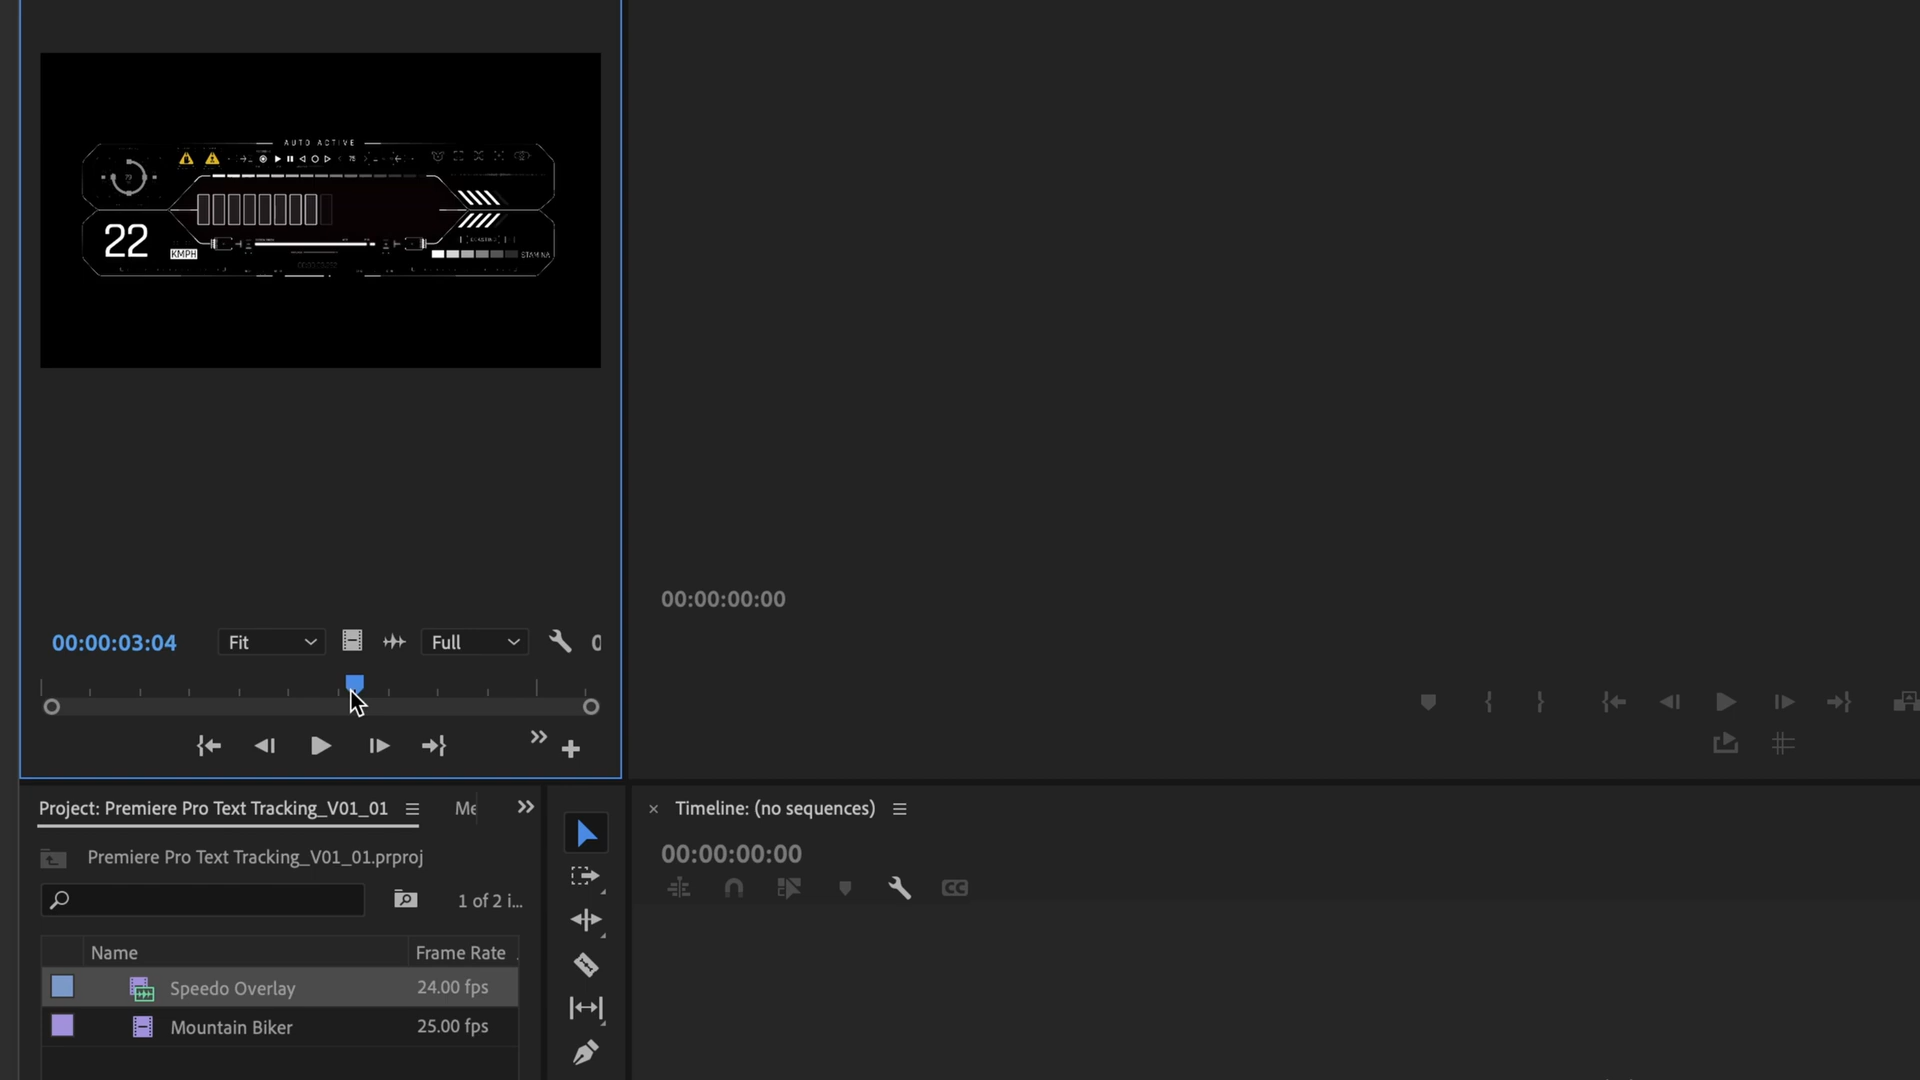 AUTO ACTIVE
75
22
KMPH
STAMINA
00:00:03:04
Fit
Full
00:00:00:00
Project: Premiere Pro Text Tracking_V01_01
Me
Premiere Pro Text Tracking_V01_01.prproj
1 of 2 i...
Name
Frame Rate
Speedo Overlay
24.00 fps
Mountain Biker
25.00 fps
Timeline: (no sequences)
00:00:00:00
CC